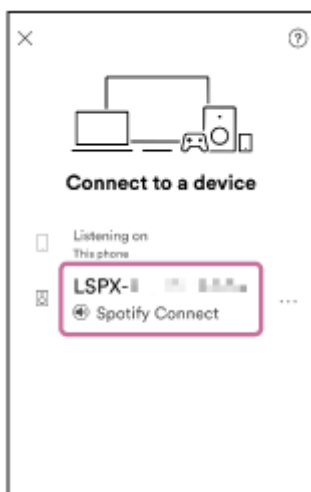 Connect to a device
Listening on
This phone
LSPX-
Spotify Connect